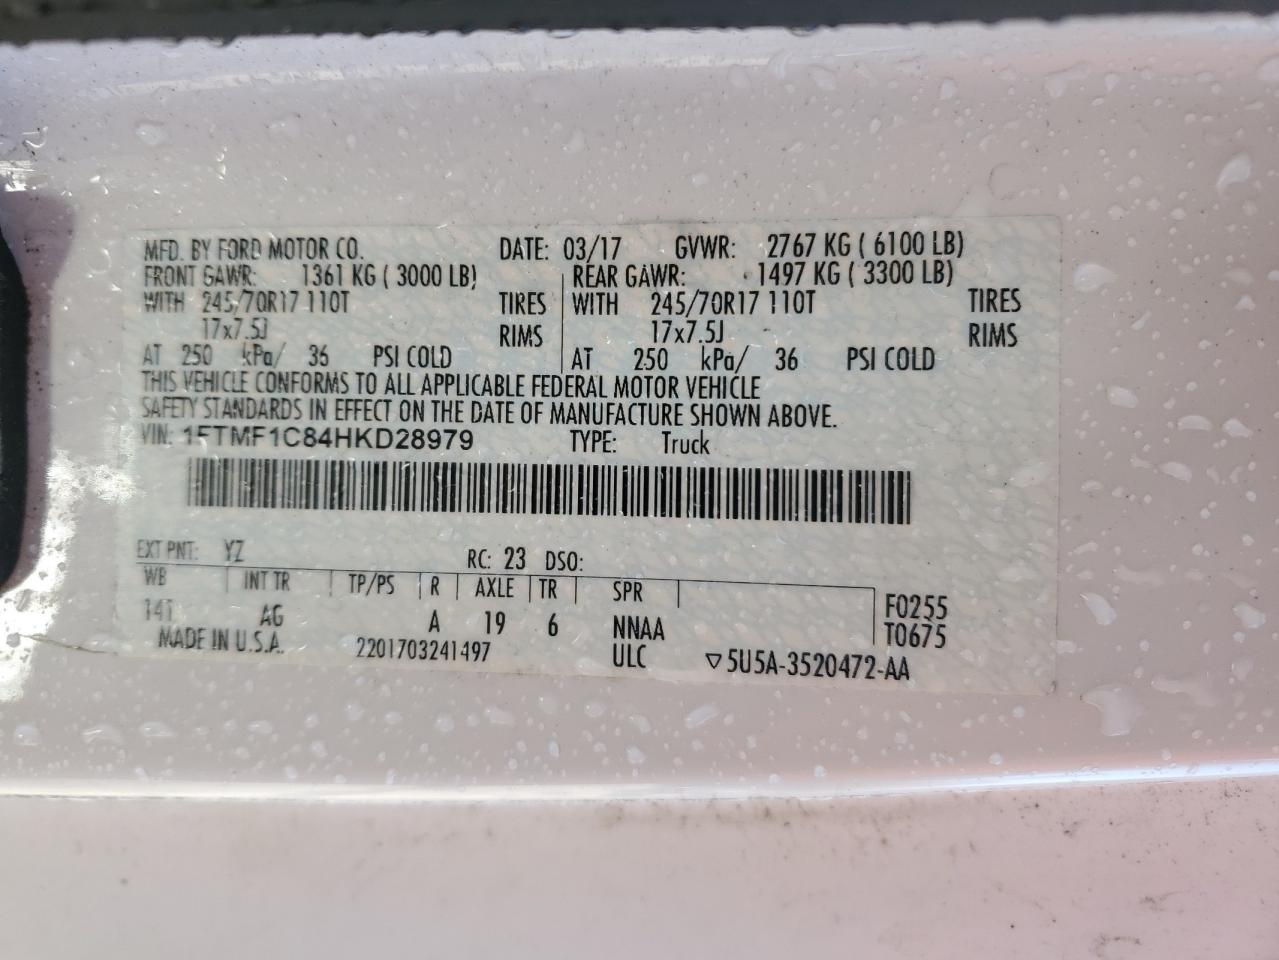 MFD. BY FORD MOTOR CO. DATE: 03/17 GVWR: 2767 KG ( 6100 LB)
FRONT GAWR: 1361 KG ( 3000 LB) REAR GAWR: 1497 KG ( 3300 LB)
WITH 245/70R17 110T TIRES WITH 245/70R17 110T TIRES
17x7.5J RIMS 17x7.5J RIMS
AT 250 kPa/ 36 PSI COLD AT 250 kPa/ 36 PSI COLD
THIS VEHICLE CONFORMS TO ALL APPLICABLE FEDERAL MOTOR VEHICLE
SAFETY STANDARDS IN EFFECT ON THE DATE OF MANUFACTURE SHOWN ABOVE.
VIN: 1FTMF1C84HKD28979 TYPE: Truck
EXT PNT: YZ RC: 23 DSO:
WB INT TR TP/PS R AXLE TR SPR
141 AG A 19 6 NNAA F0255
T0675
MADE IN U.S.A. 2201703241497 ULC ▽5U5A-3520472-AA